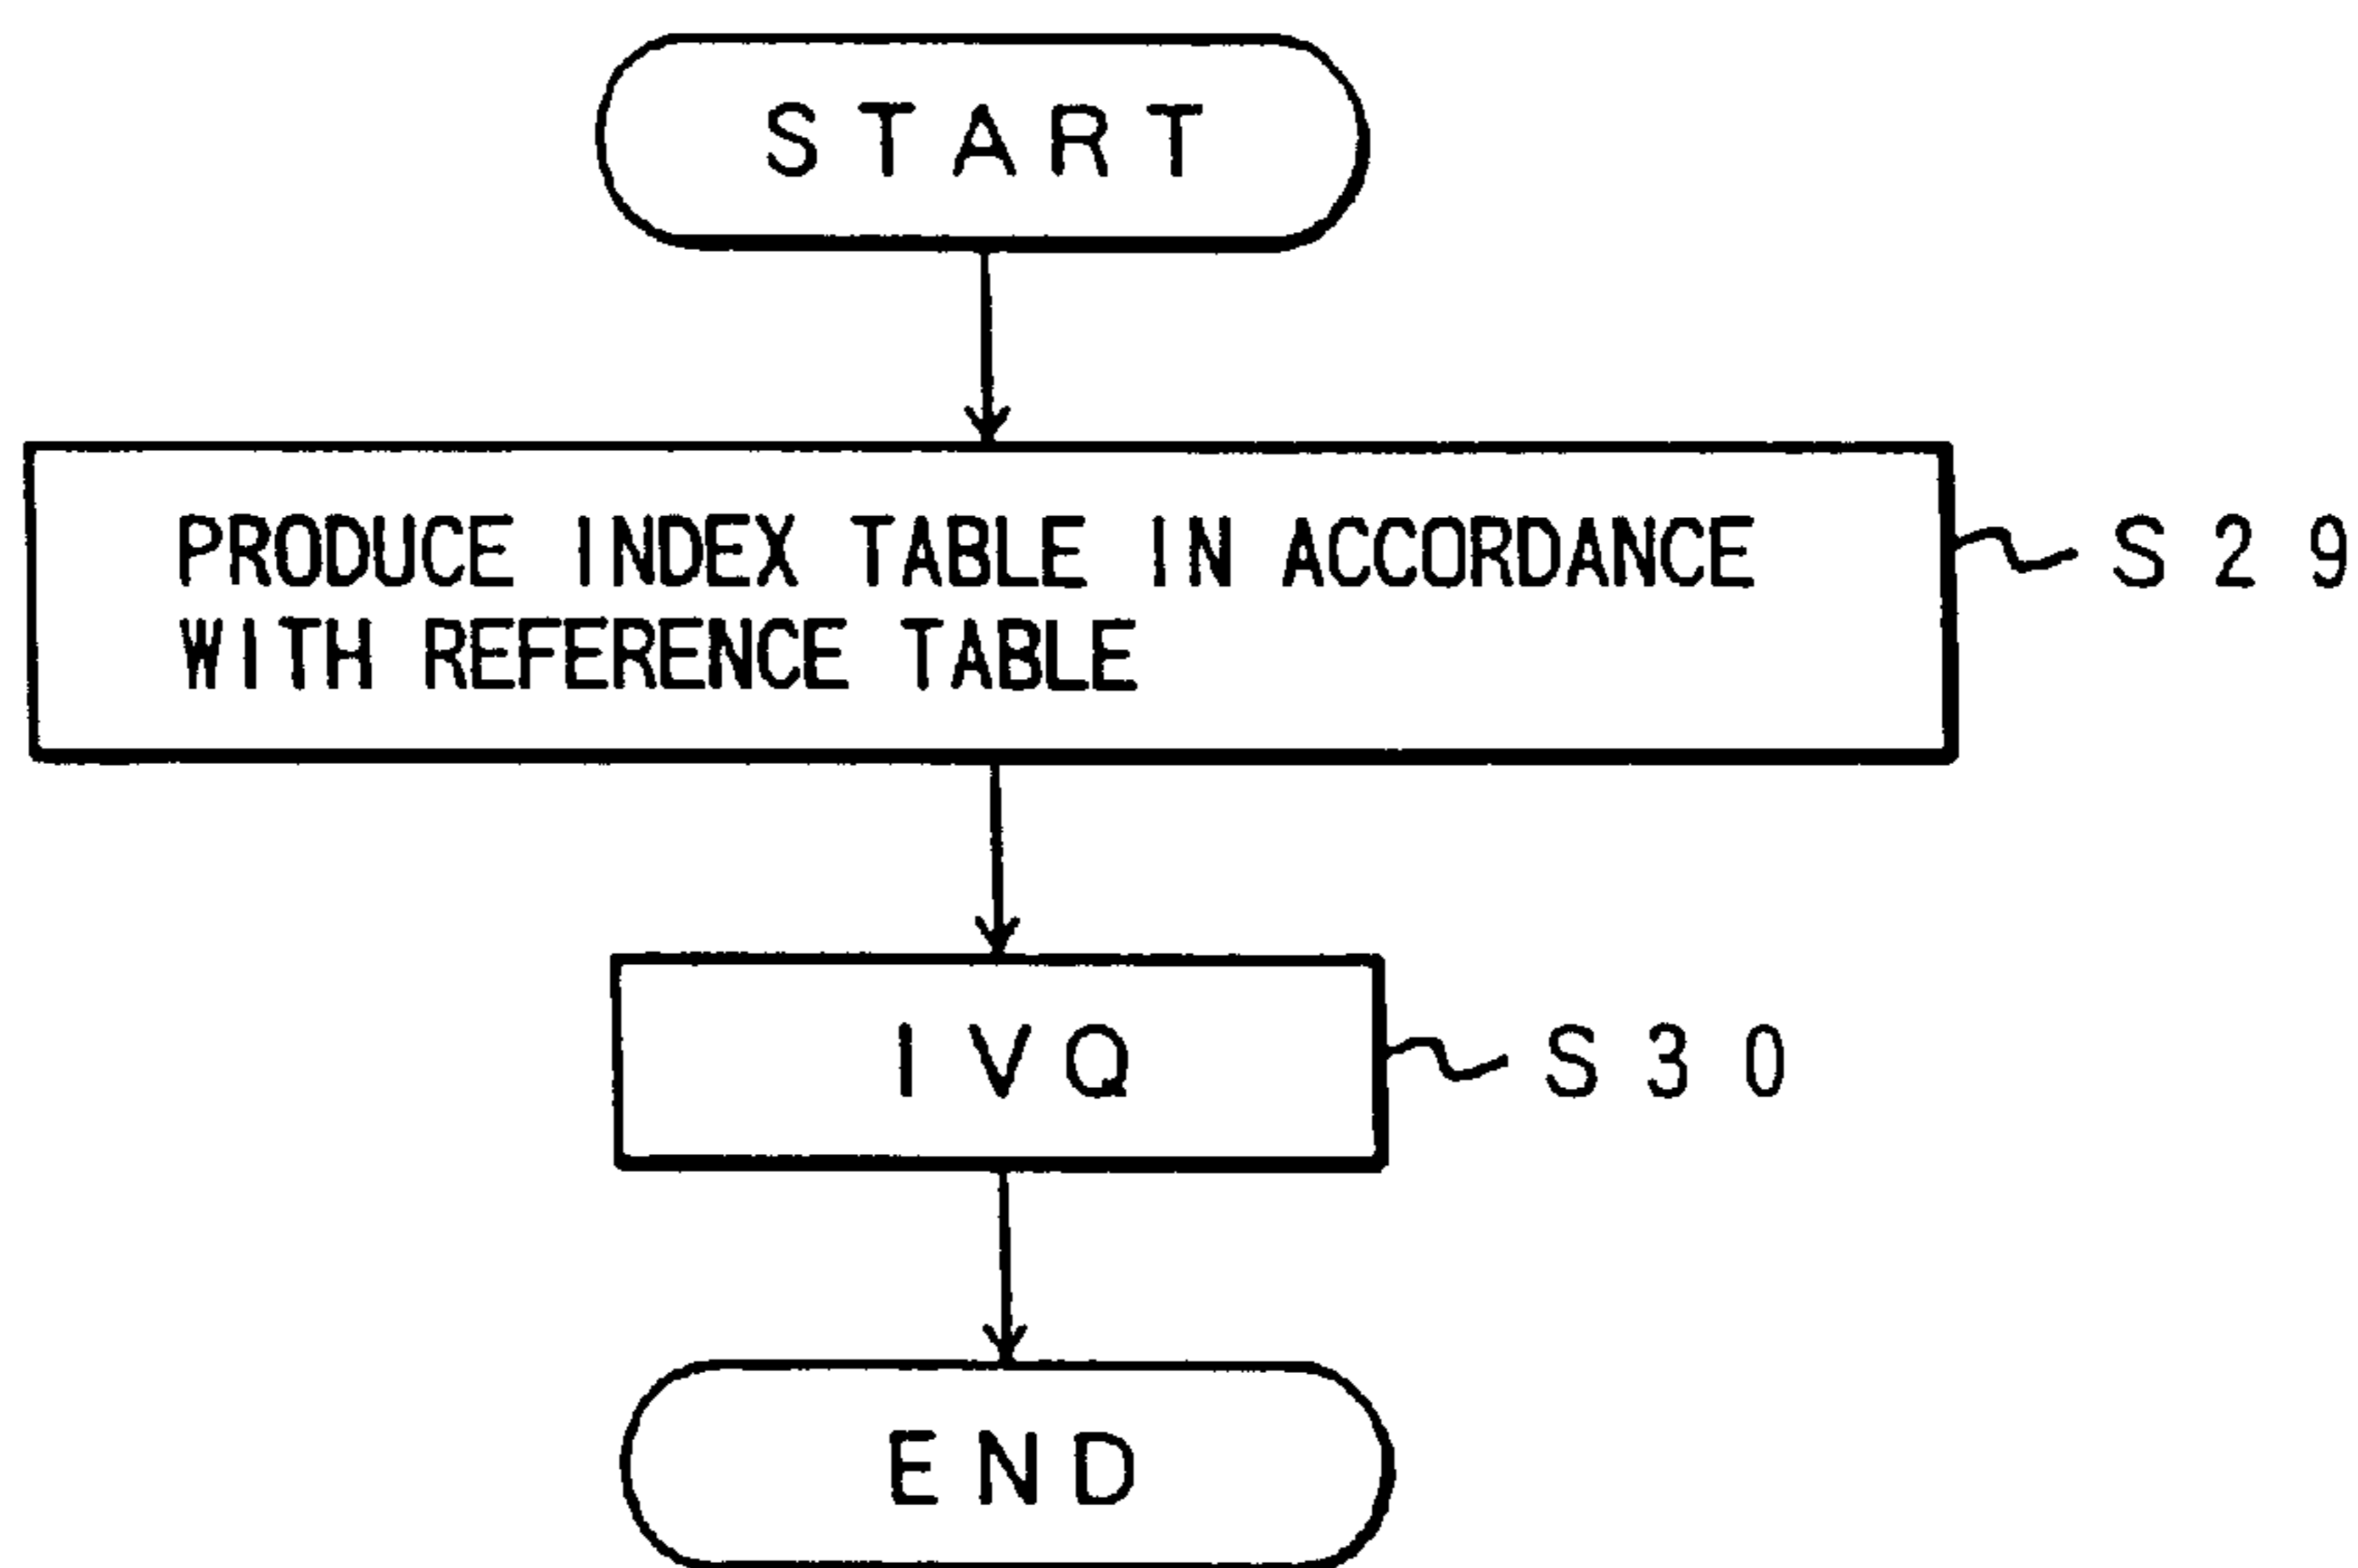 START
PRODUCE INDEX TABLE IN ACCORDANCE
WITH REFERENCE TABLE
S29
IVQ
S30
END